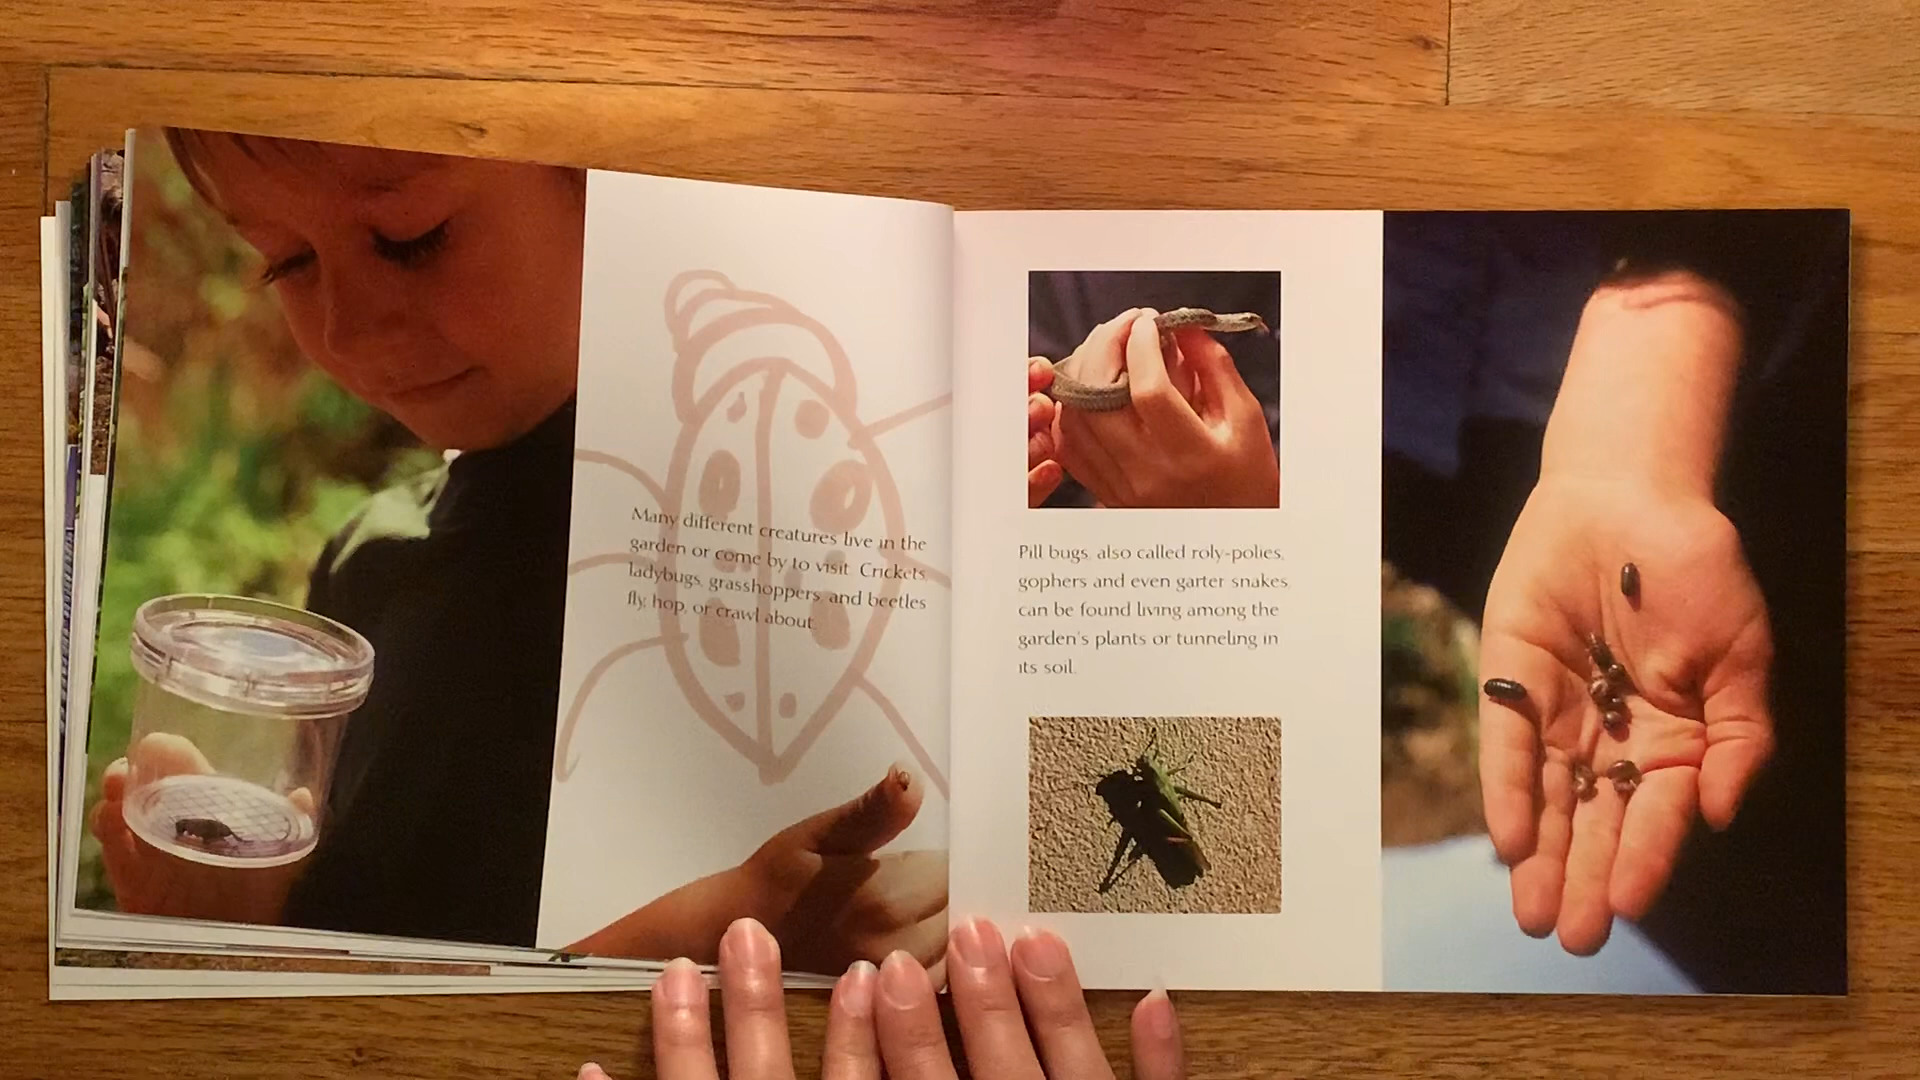 Many different creatures live in the
garden or come by to visit. Crickets,
ladybugs, grasshoppers, and beetles
fly, hop, or crawl about.
Pill bugs, also called roly-polies,
gophers and even garter snakes,
can be found living among the
garden's plants or tunneling in
its soil.